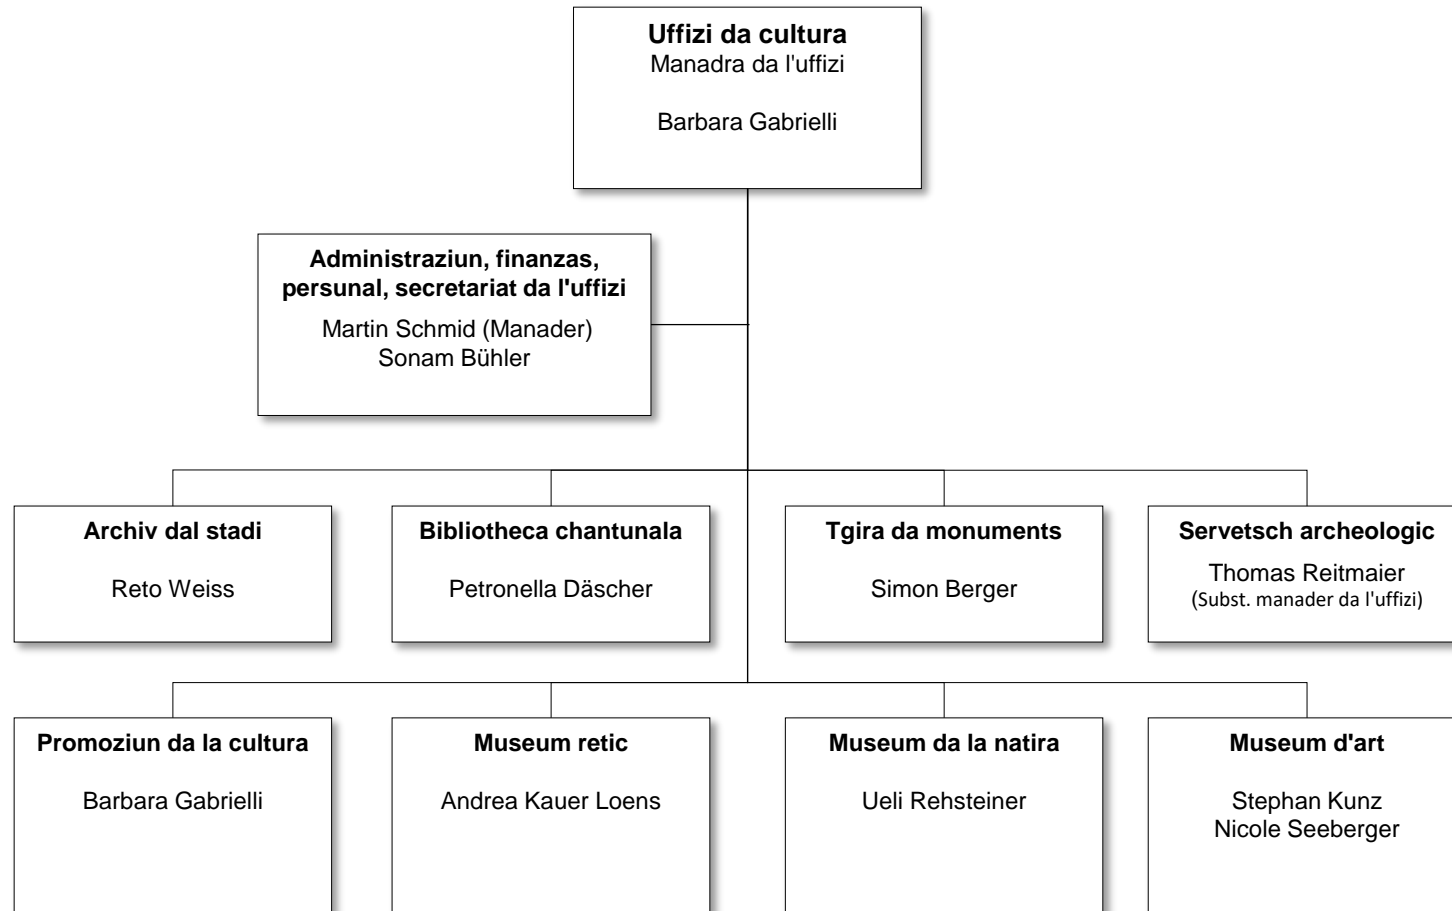 Uffizi da cultura
Manadra da l'uffizi
Barbara Gabrielli
Administraziun, finanzas,
persunal, secretariat da l'uffizi
Martin Schmid (Manader)
Sonam Bühler
Archiv dal stadi
Reto Weiss
Bibliotheca chantunala
Petronella Däscher
Tgira da monuments
Simon Berger
Servetsch archeologic
Thomas Reitmaier
(Subst. manader da l'uffizi)
Promoziun da la cultura
Barbara Gabrielli
Museum retic
Andrea Kauer Loens
Museum da la natira
Ueli Rehsteiner
Museum d'art
Stephan Kunz
Nicole Seeberger